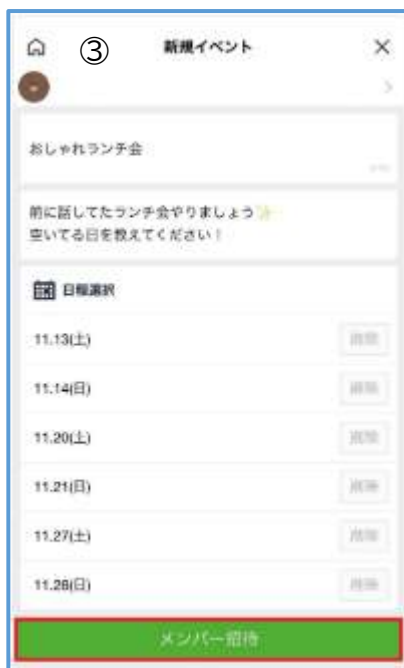 ③
新規イベント
おしゃれランチ会
前に話してたランチ会やりましょう✨
空いてる日を教えてください!
日程選択
11.13(土)
削除
11.14(日)
削除
11.20(土)
削除
11.21(日)
削除
11.27(土)
削除
11.28(日)
削除
メンバー招待